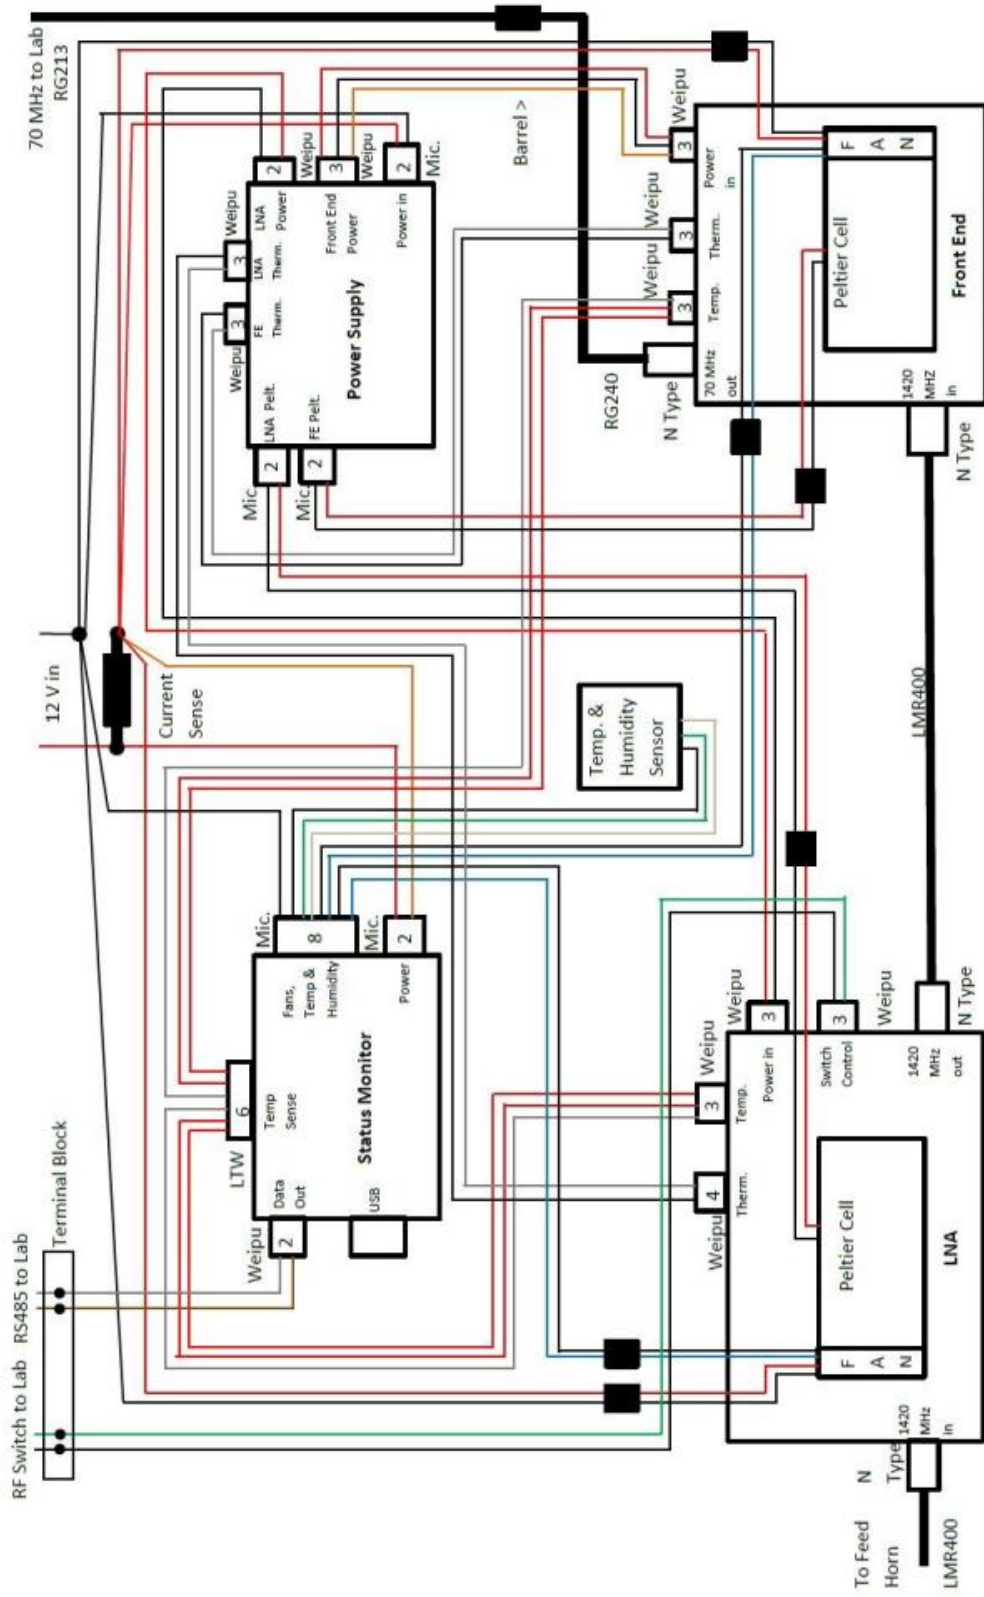 RF Switch to Lab
RS485 to Lab
Terminal Block
12 V in
Current
Sense
70 MHz to Lab
RG213
LTW
6
Temp
Sense
Weipu
2
Data
Out
USB
Status Monitor
Mic.
8
Fans,
Temp &
Humidity
Mic.
2
Power
Weipu
3
FE
Therm.
Weipu
3
LNA
Therm.
LNA
Power
2
Weipu
Front End
Power
3
Weipu
Power in
2
Mic.
Mic.
2
LNA Pelt.
Mic.
2
FE Pelt.
Power Supply
Temp. &
Humidity
Sensor
Barrel >
RG240
N Type
70 MHz
out
Weipu
3
Temp.
Weipu
3
Therm.
Weipu
3
Power
in
Peltier Cell
F
A
N
Front End
1420
MHZ
in
N Type
LMR400
Weipu
4
Therm.
Weipu
3
Temp.
Weipu
3
Power in
3
Switch
Control
Weipu
1420
MHz
out
N Type
Peltier Cell
F
A
N
LNA
1420
MHz
in
N
Type
To Feed
Horn
LMR400